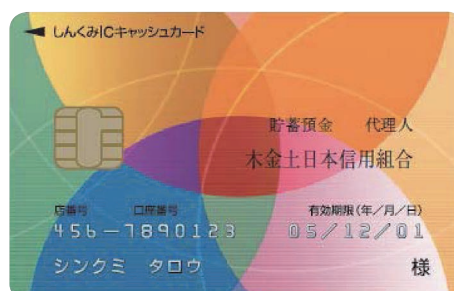 しんくみICキャッシュカード
貯蓄預金 代理人
木金土日本信用組合
店番号 口座番号 有効期限(年/月/日)
456-7890123 05/12/01
シンクミ タロウ 様